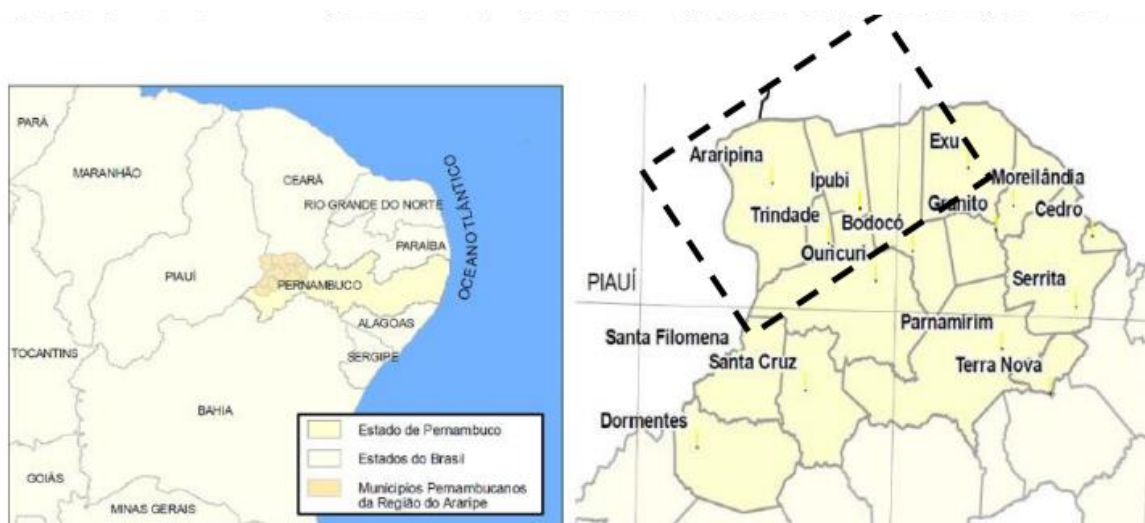 PARÁ
MARANHÃO
CEARÁ
RIO GRANDE DO NORTE
PARAÍBA
PIAUÍ
PERNAMBUCO
ALAGOAS
SERGIPE
TOCANTINS
BAHIA
GOIÁS
MINAS GERAIS
OCEANOTLÂNTICO
Estado de Pernambuco
Estados do Brasil
Municípios Pernambucanos
da Região do Araripe
Exu
Araripina
Ipubi
Moreilândia
Trindade
Bodocó
Granito
Cedro
Ouricuri
PIAUÍ
Serrita
Santa Filomena
Parnamirim
Santa Cruz
Terra Nova
Dormentes